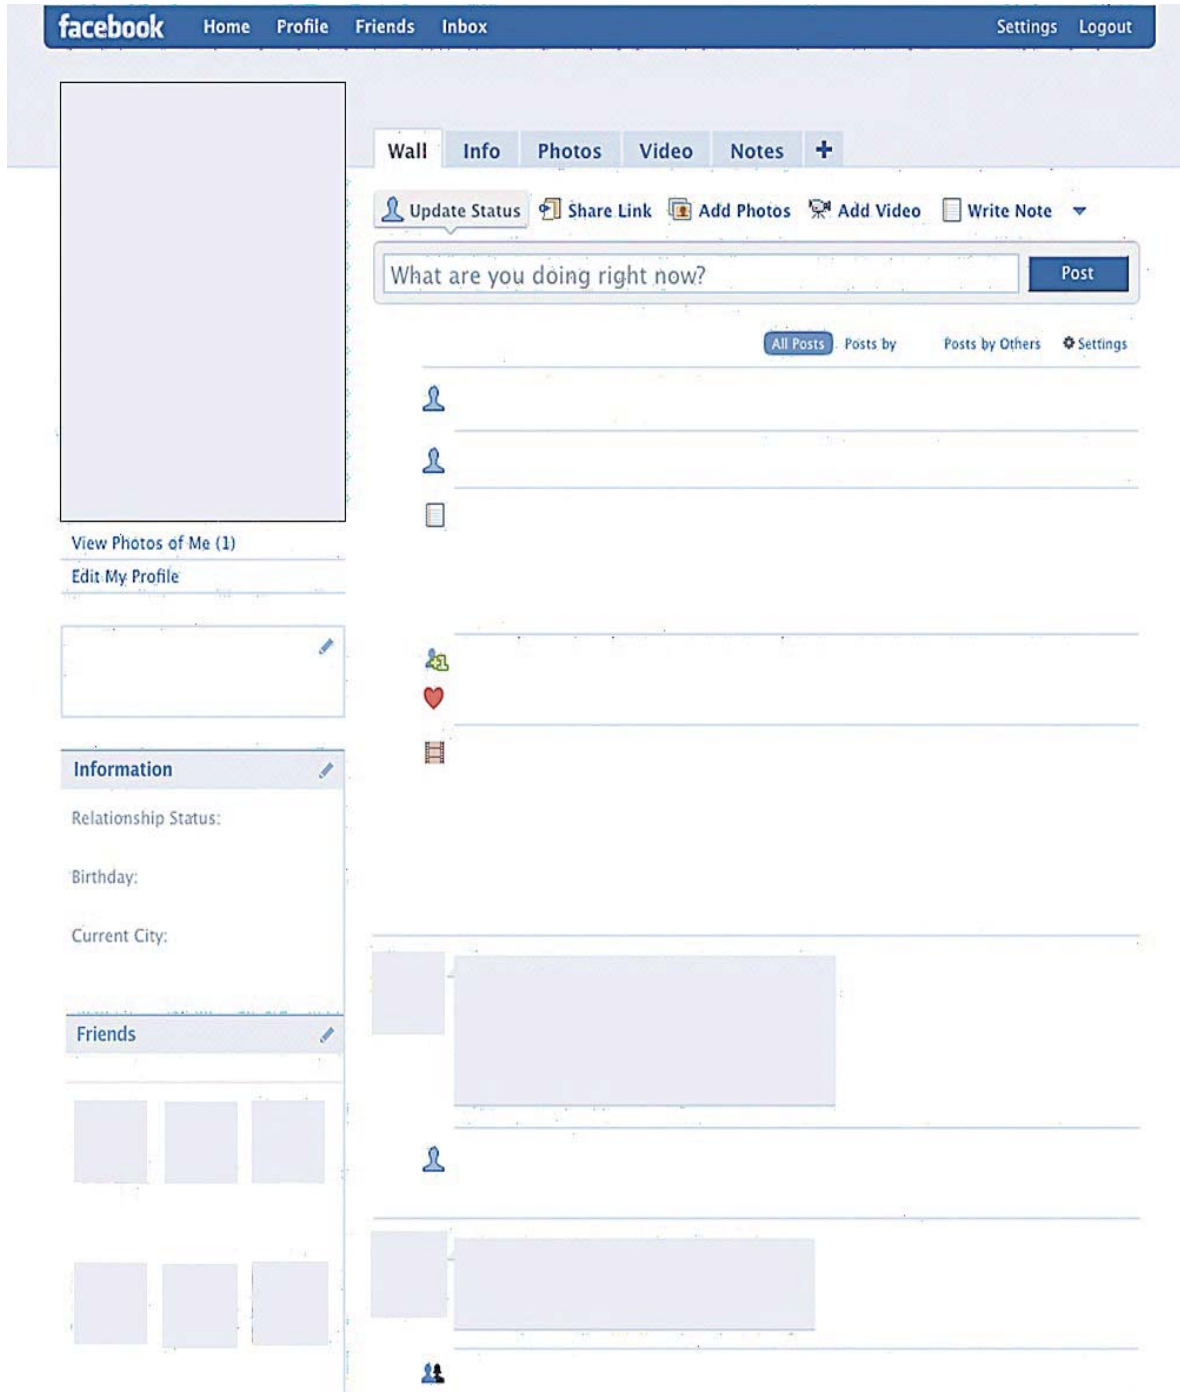 facebook Home Profile Friends Inbox Settings Logout
Wall Info Photos Video Notes +
Update Status Share Link Add Photos Add Video Write Note
What are you doing right now? Post
All Posts Posts by Posts by Others Settings
View Photos of Me (1)
Edit My Profile
+1
Information
Relationship Status:
Birthday:
Current City:
Friends